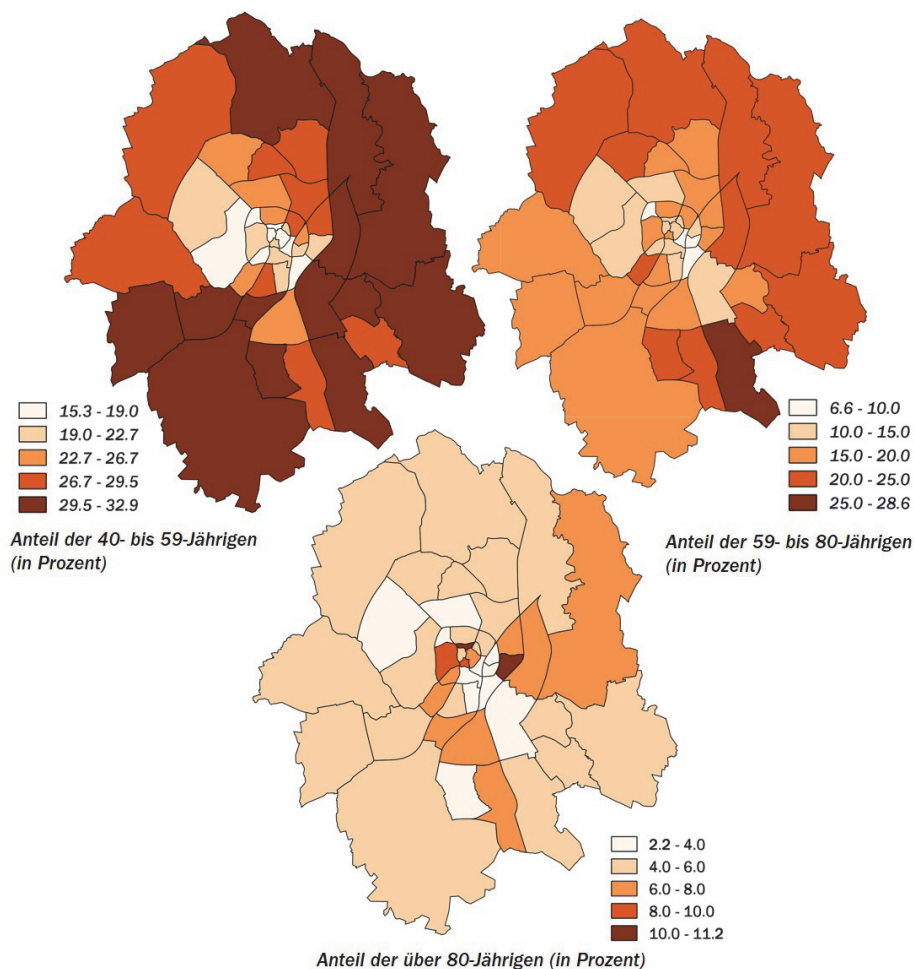 15.3 - 19.0
19.0 - 22.7
22.7 - 26.7
26.7 - 29.5
29.5 - 32.9
Anteil der 40- bis 59-Jährigen
(in Prozent)
6.6 - 10.0
10.0 - 15.0
15.0 - 20.0
20.0 - 25.0
25.0 - 28.6
Anteil der 59- bis 80-Jährigen
(in Prozent)
2.2 - 4.0
4.0 - 6.0
6.0 - 8.0
8.0 - 10.0
10.0 - 11.2
Anteil der über 80-Jährigen (in Prozent)